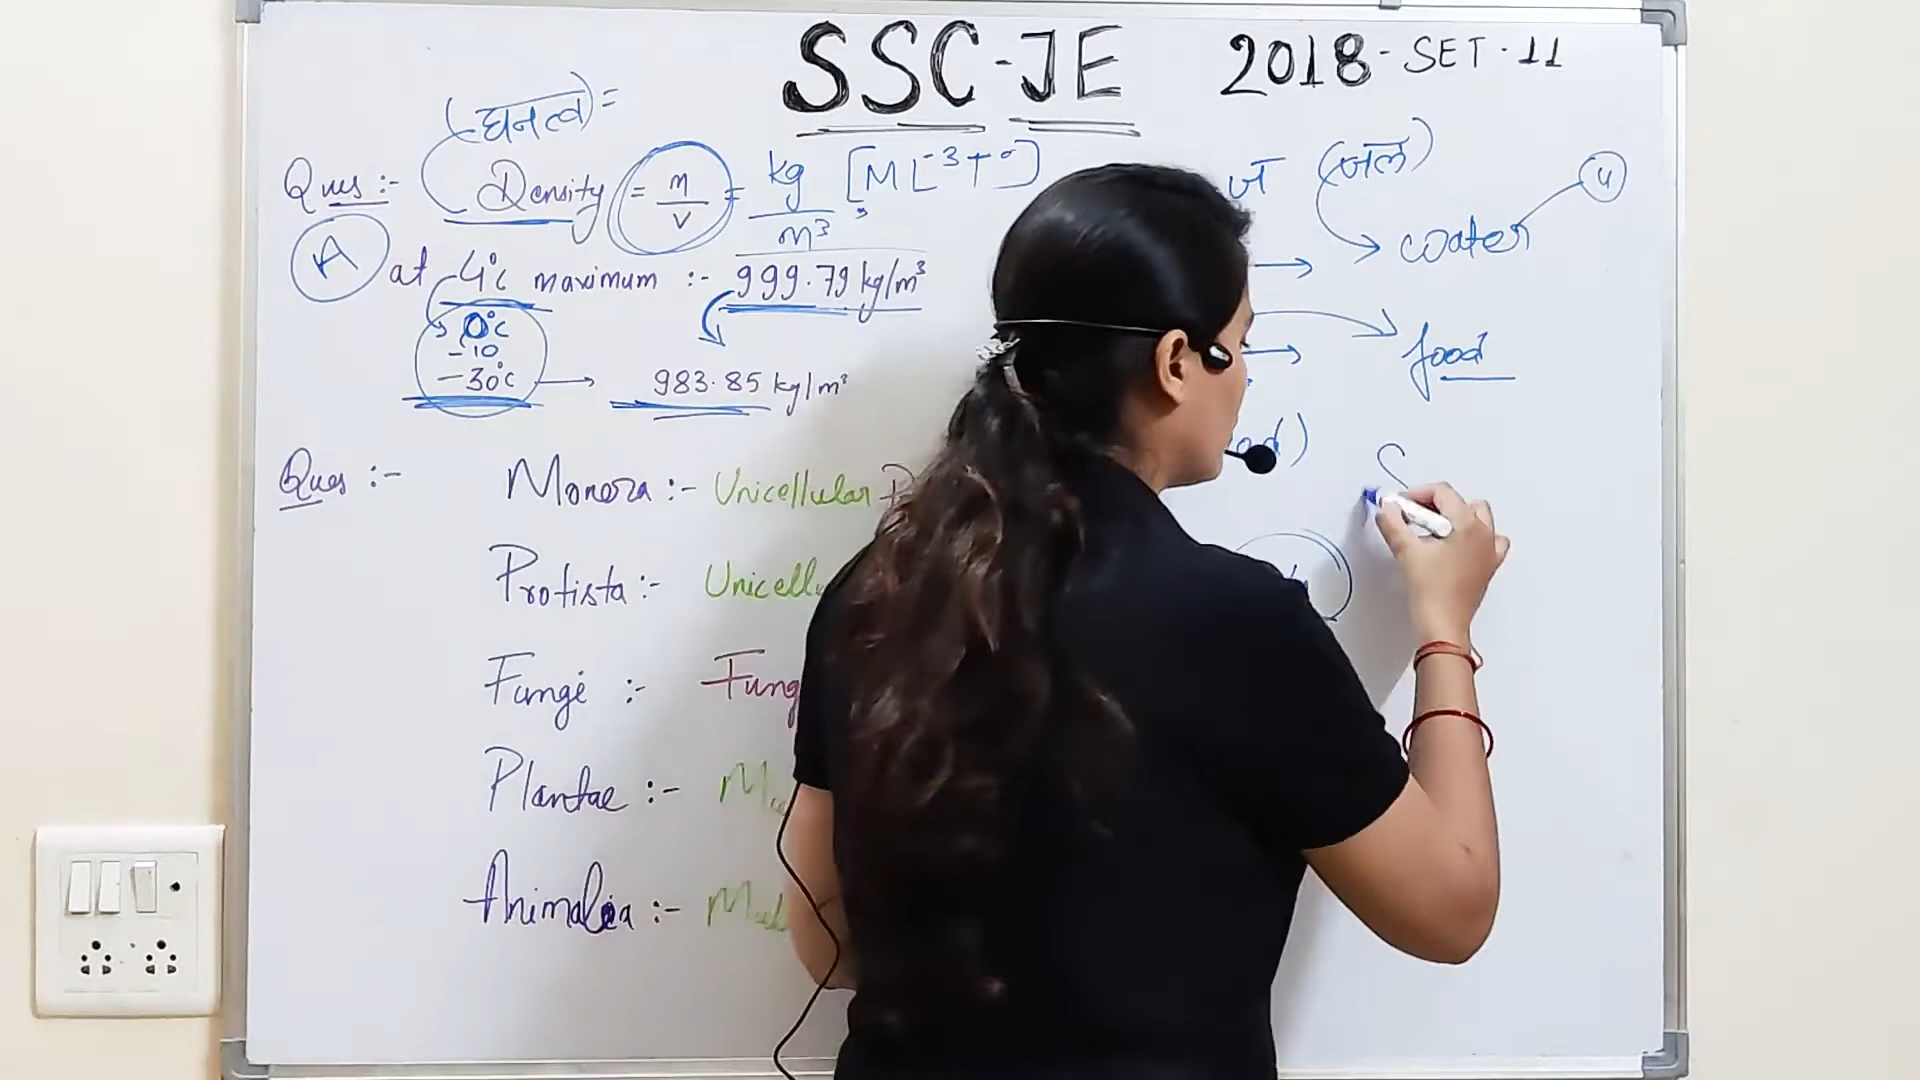 SSC-JE 2018-SET-11
(घनत्व)=
Ques :- Density = m/V = kg/m³, [ML⁻³T⁰]
A at 4°C maximum :- 999.79 kg/m³
0°C
-10
-30°C → 983.85 kg/m³
ज (जल)
→ water 4
→ food
Ques :- Monera :- Unicellular
Protista :- Unicellu
Fungi :- Fung
Plantae :- M
Animalia :- Mul
S